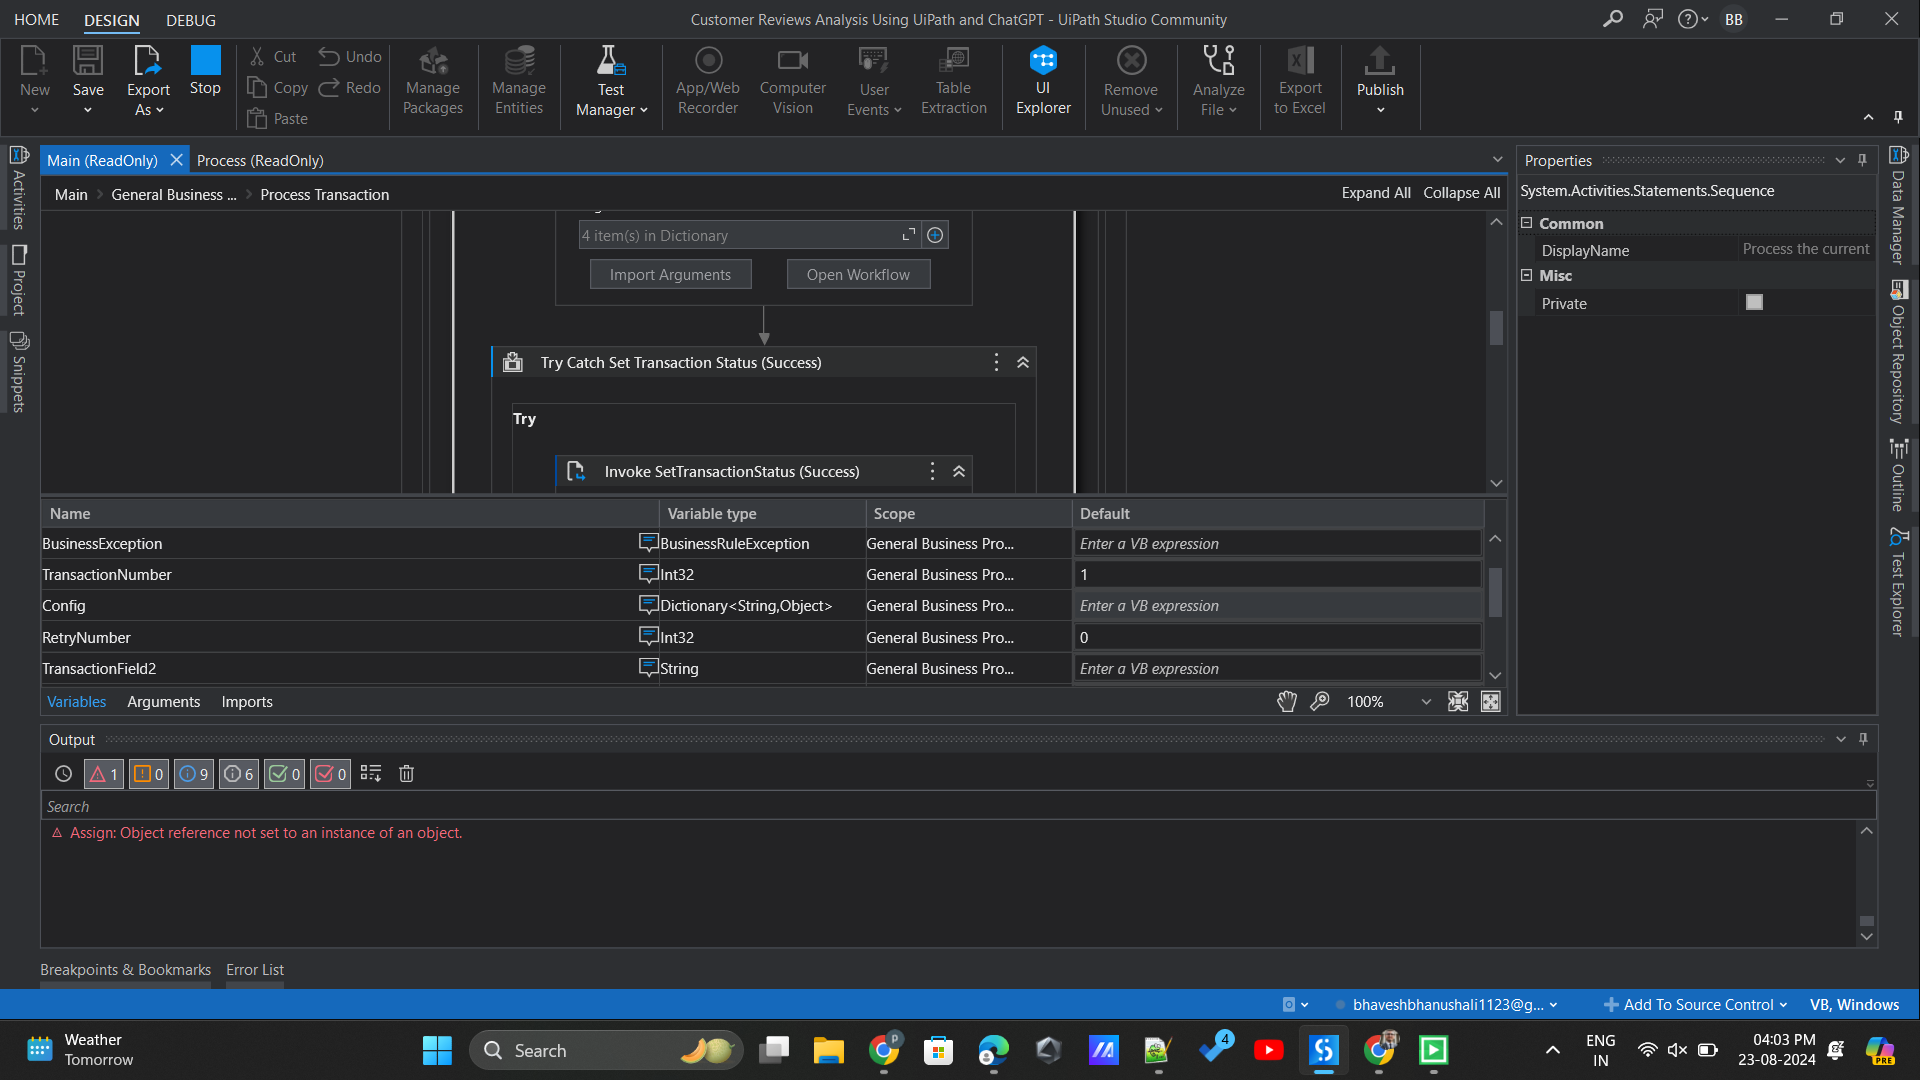 HOME DESIGN DEBUG
Customer Reviews Analysis Using UiPath and ChatGPT - UiPath Studio Community
BB
New
Save
Export As
Stop
Cut
Copy
Paste
Undo
Redo
Manage Packages
Manage Entities
Test Manager
App/Web Recorder
Computer Vision
User Events
Table Extraction
UI Explorer
Remove Unused
Analyze File
Export to Excel
Publish
Activities
Project
Snippets
Main (ReadOnly)
Process (ReadOnly)
Main General Business ... Process Transaction
Expand All Collapse All
4 item(s) in Dictionary
Import Arguments Open Workflow
Try Catch Set Transaction Status (Success)
Try
Invoke SetTransactionStatus (Success)
Name Variable type Scope Default
BusinessException BusinessRuleException General Business Pro... Enter a VB expression
TransactionNumber Int32 General Business Pro... 1
Config Dictionary<String,Object> General Business Pro... Enter a VB expression
RetryNumber Int32 General Business Pro... 0
TransactionField2 String General Business Pro... Enter a VB expression
Variables Arguments Imports
100%
Properties
System.Activities.Statements.Sequence
Common
DisplayName Process the current
Misc
Private
Data Manager
Object Repository
Outline
Test Explorer
Output
1 0 9 6 0 0
Search
Assign: Object reference not set to an instance of an object.
Breakpoints & Bookmarks Error List
bhaveshbhanushali1123@g... Add To Source Control VB, Windows
Weather
Tomorrow
Search
P
4
ENG
IN
04:03 PM
23-08-2024
PRE